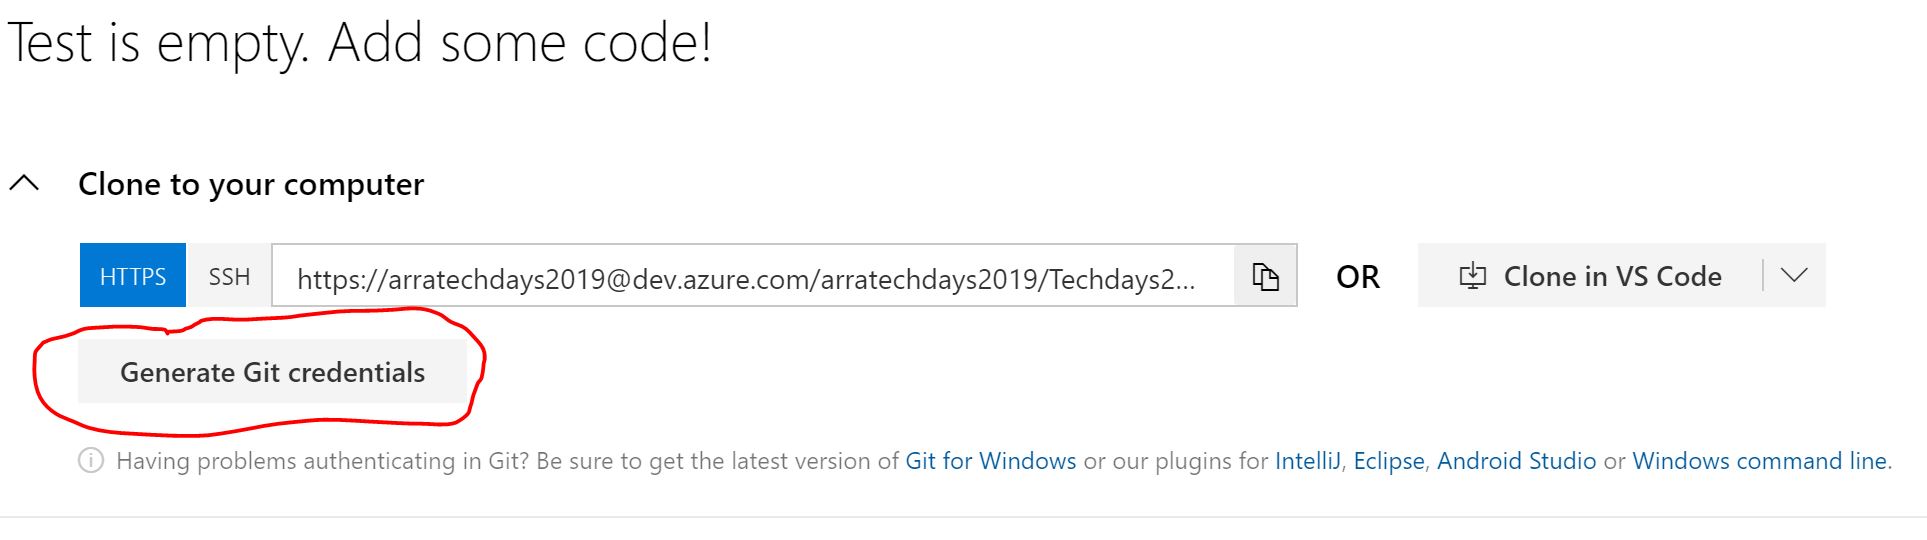 Test is empty. Add some code!
Clone to your computer
HTTPS SSH https://arratechdays2019@dev.azure.com/arratechdays2019/Techdays2... OR Clone in VS Code
Generate Git credentials
Having problems authenticating in Git? Be sure to get the latest version of Git for Windows or our plugins for IntelliJ, Eclipse, Android Studio or Windows command line.